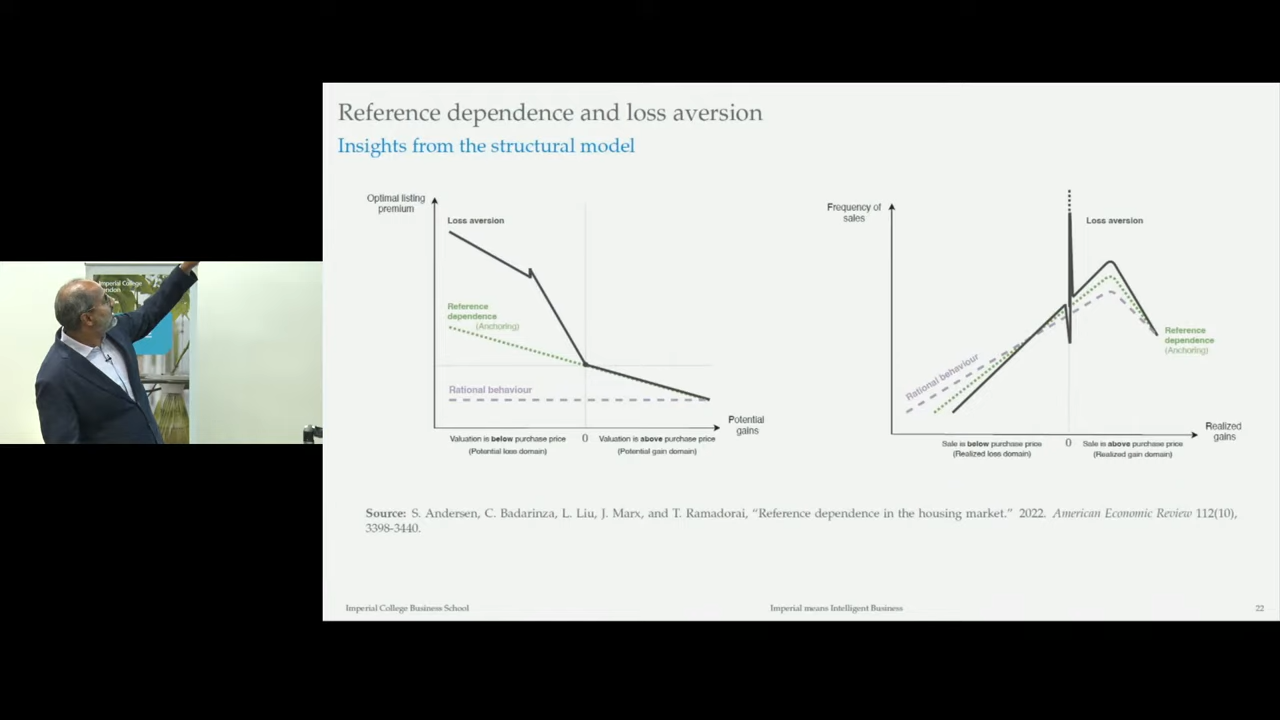 Reference dependence and loss aversion
Insights from the structural model
Optimal listing
premium
Loss aversion
Reference
dependence
(Anchoring)
Rational behaviour
Potential
gains
0
Valuation is below purchase price
(Potential loss domain)
Valuation is above purchase price
(Potential gain domain)
Frequency of
sales
Loss aversion
Reference
dependence
(Anchoring)
Rational behaviour
Realized
gains
0
Sale is below purchase price
(Realized loss domain)
Sale is above purchase price
(Realized gain domain)
Source: S. Andersen, C. Badarinza, L. Liu, J. Marx, and T. Ramadorai, “Reference dependence in the housing market.” 2022. American Economic Review 112(10),
3398-3440.
Imperial College Business School
Imperial means Intelligent Business
22
Imperial College
London